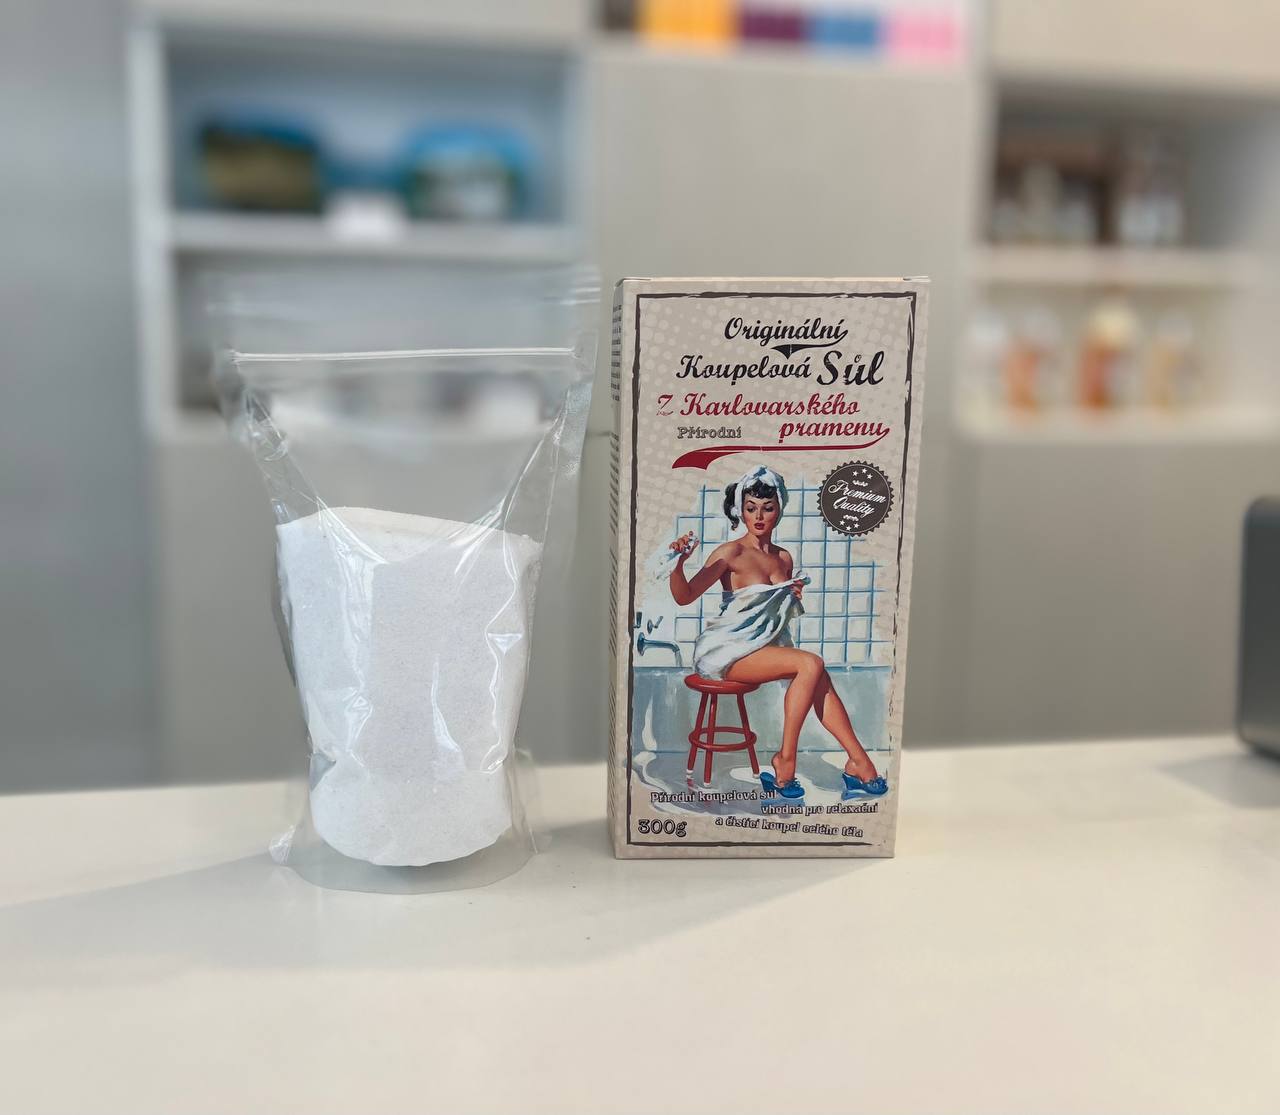 Originální
Koupelová Sůl
Z Karlovarského
Přírodní pramenu
Premium
Quality
Přírodní koupelová sůl
vhodná pro relaxační
a čistící koupel celého těla
300g